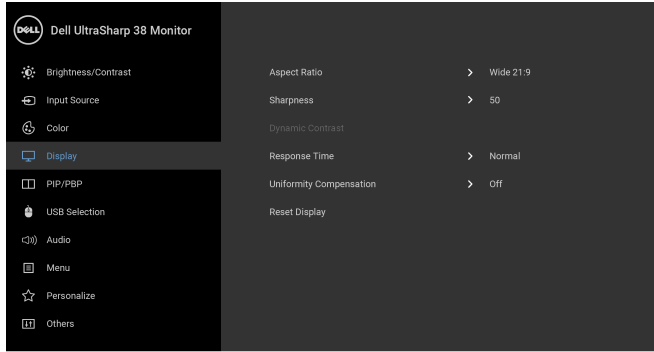 DELL Dell UltraSharp 38 Monitor
Brightness/Contrast
Input Source
Color
Display
PIP/PBP
USB Selection
Audio
Menu
Personalize
Others
Aspect Ratio > Wide 21:9
Sharpness > 50
Dynamic Contrast
Response Time > Normal
Uniformity Compensation > Off
Reset Display